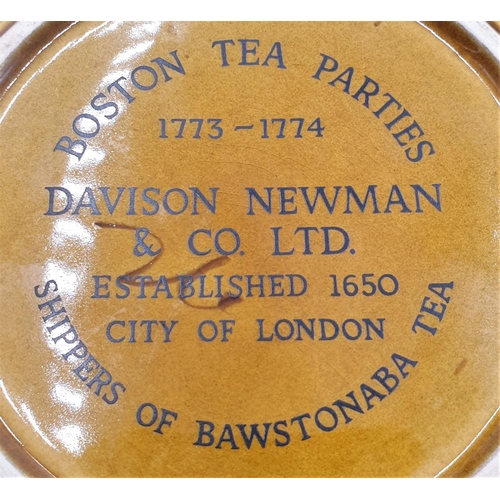 BOSTON TEA PARTIES
1773-1774
DAVISON NEWMAN
& CO. LTD.
ESTABLISHED 1650
CITY OF LONDON
SHIPPERS OF BAWSTONABA TEA